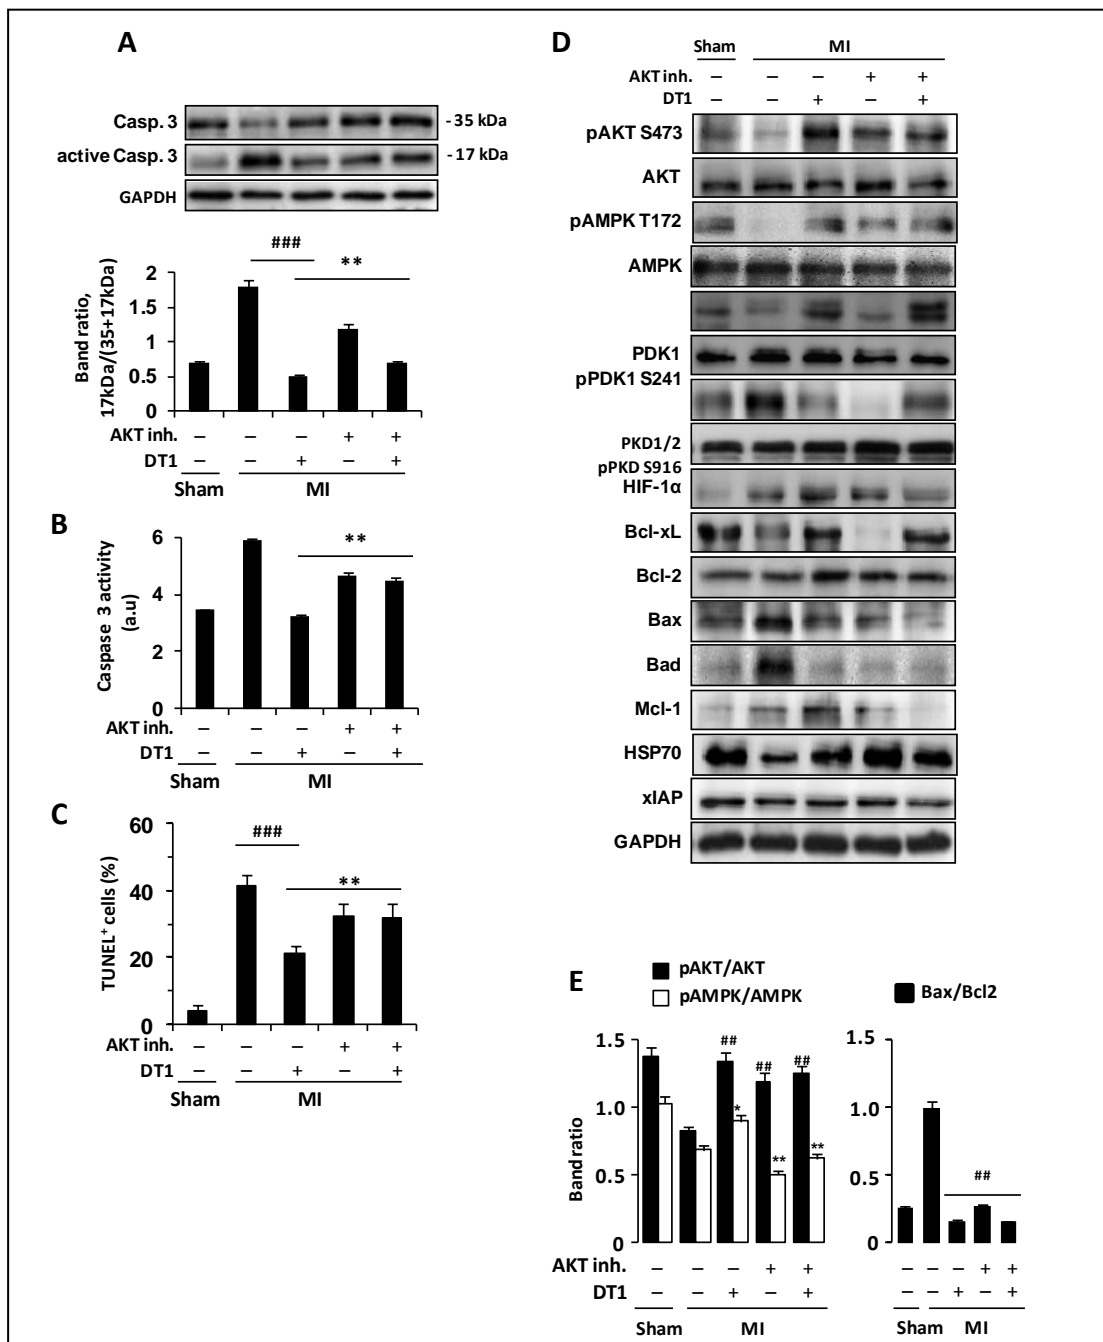 A
Casp. 3
- 35 kDa
active Casp. 3
- 17 kDa
GAPDH
###
**
Band ratio,
17kDa/(35+17kDa)
2
1.5
1
0.5
0
AKT inh. – – – + +
DT1 – – + – +
Sham MI
B
**
Caspase 3 activity
(a.u)
6
4
2
0
AKT inh. – – – + +
DT1 – – + – +
Sham MI
C
###
**
TUNEL+ cells (%)
60
40
20
0
AKT inh. – – – + +
DT1 – – + – +
Sham MI
D
Sham MI
AKT inh. – – – + +
DT1 – – + – +
pAKT S473
AKT
pAMPK T172
AMPK
PDK1
pPDK1 S241
PKD1/2
pPKD S916
HIF-1α
Bcl-xL
Bcl-2
Bax
Bad
Mcl-1
HSP70
xIAP
GAPDH
E
pAKT/AKT
pAMPK/AMPK
Band ratio
1.5
1.0
0.5
0
## ## ##
* ** **
AKT inh. – – – + +
DT1 – – + – +
Sham MI
Bax/Bcl2
1.5
1.0
0.5
0
##
– – – + +
– – + – +
Sham MI